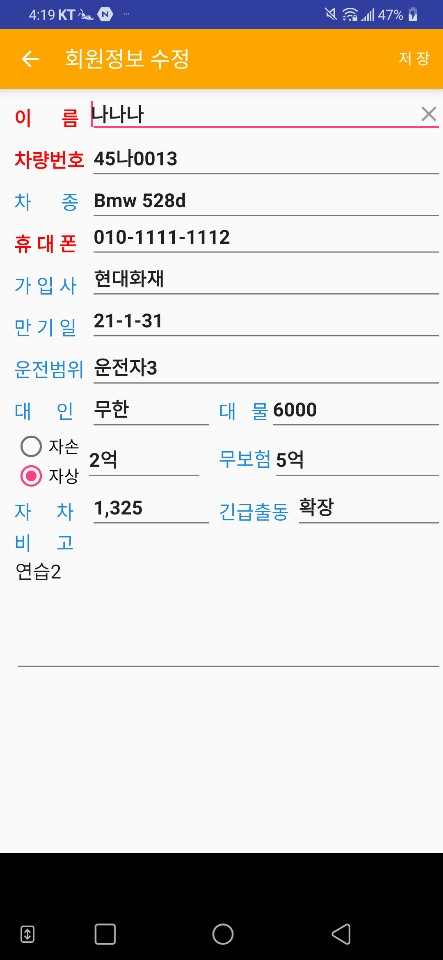 4:19 KT N ··· 47%
회원정보 수정 저 장
이 름 나나나
차량번호 45나0013
차 종 Bmw 528d
휴 대 폰 010-1111-1112
가 입 사 현대화재
만 기 일 21-1-31
운전범위 운전자3
대 인 무한 대 물 6000
자손
자상 2억 무보험 5억
자 차 1,325 긴급출동 확장
비 고
연습2